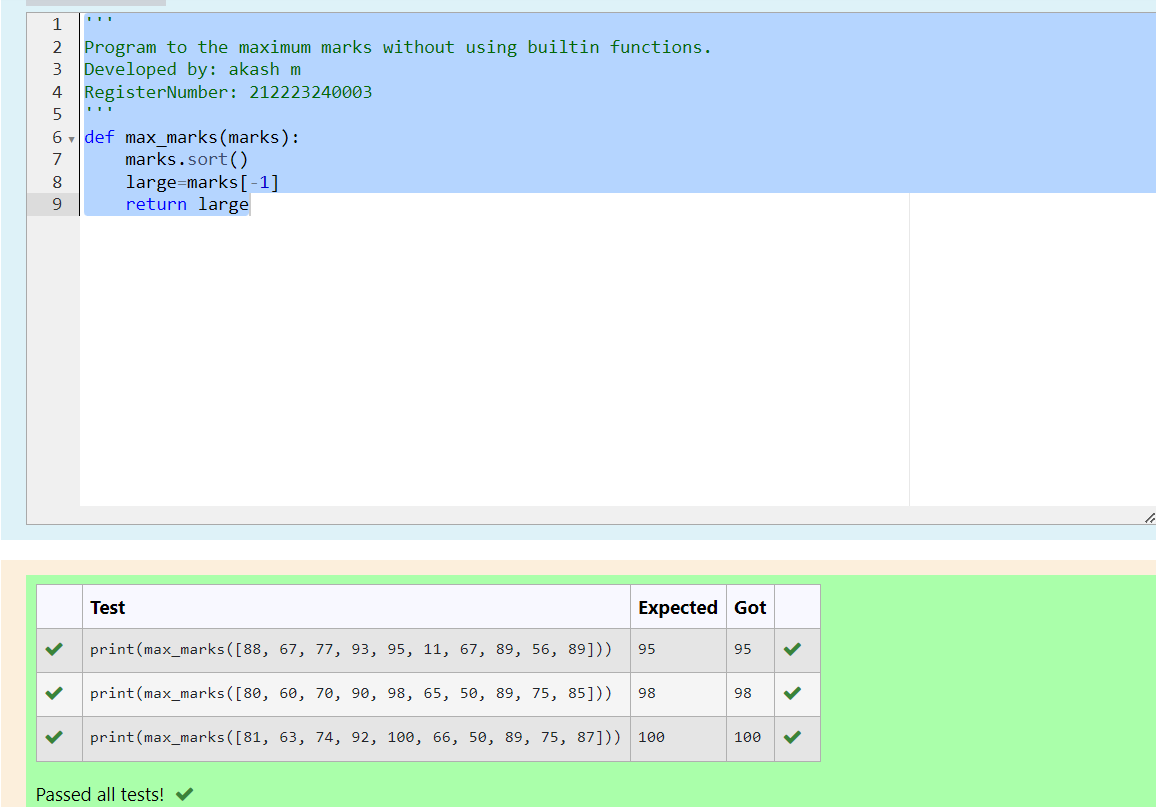 1 '''
2 Program to the maximum marks without using builtin functions.
3 Developed by: akash m
4 RegisterNumber: 212223240003
5 '''
6 def max_marks(marks):
7     marks.sort()
8     large=marks[-1]
9     return large
Test Expected Got
print(max_marks([88, 67, 77, 93, 95, 11, 67, 89, 56, 89])) 95 95
print(max_marks([80, 60, 70, 90, 98, 65, 50, 89, 75, 85])) 98 98
print(max_marks([81, 63, 74, 92, 100, 66, 50, 89, 75, 87])) 100 100
Passed all tests!